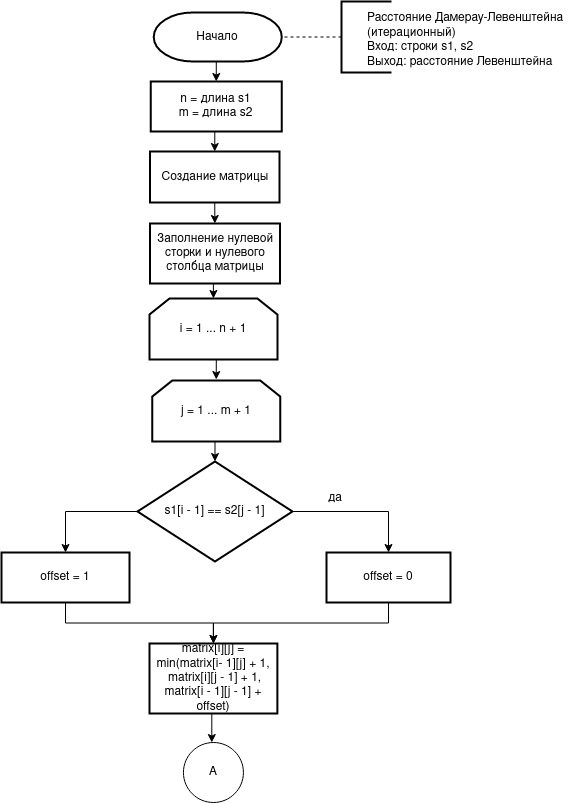 Начало
Расстояние Дамерау-Левенштейна
(итерационный)
Вход: строки s1, s2
Выход: расстояние Левенштейна
n = длина s1
m = длина s2
Создание матрицы
Заполнение нулевой
сторки и нулевого
столбца матрицы
i = 1 ... n + 1
j = 1 ... m + 1
s1[i - 1] == s2[j - 1]
да
offset = 1
offset = 0
matrix[i][j] =
min(matrix[i- 1][j] + 1,
matrix[i][j - 1] + 1,
matrix[i - 1][j - 1] +
offset)
A